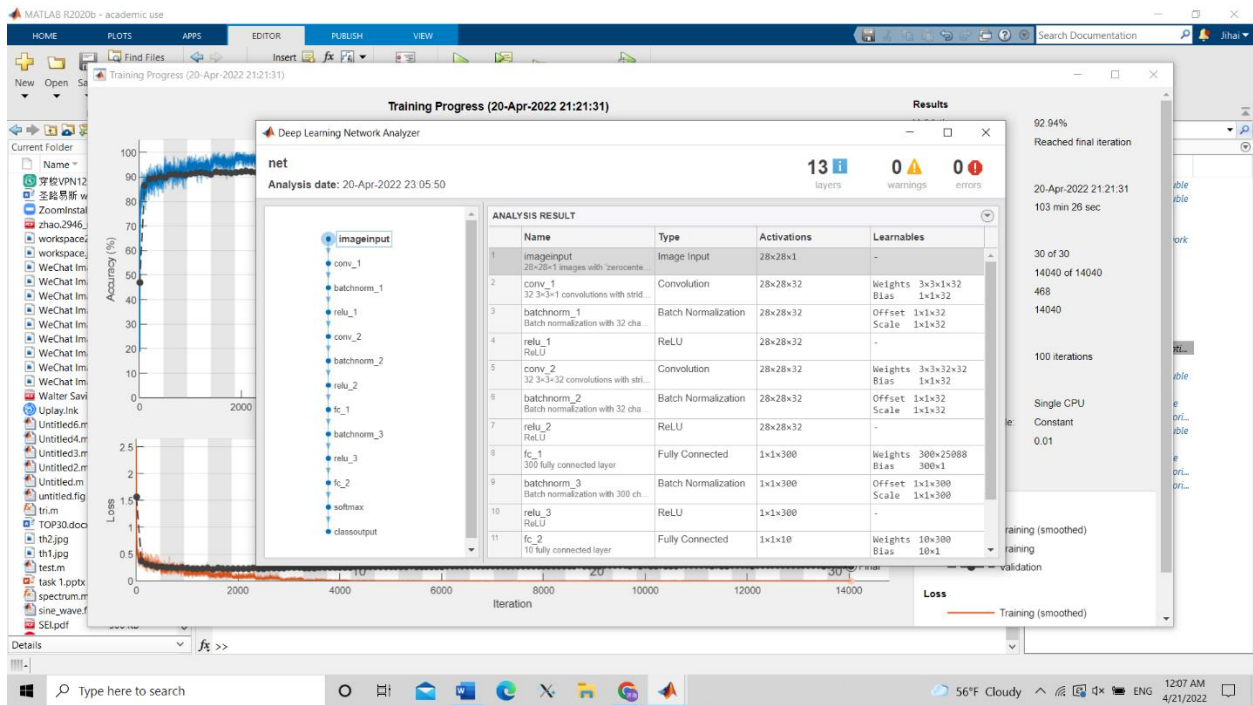 MATLAB R2020b - academic use
HOME PLOTS APPS EDITOR PUBLISH VIEW
Search Documentation Jihai
Find Files Insert fx
New Open
Training Progress (20-Apr-2022 21:21:31)
Training Progress (20-Apr-2022 21:21:31)
Results
92.94%
Reached final iteration
20-Apr-2022 21:21:31
103 min 26 sec
30 of 30
14040 of 14040
468
14040
100 iterations
Single CPU
Constant
0.01
Current Folder
Name
圣路易斯 w
zhao.2946_
workspace2
workspace.
WeChat Im
WeChat Im
WeChat Im
WeChat Im
WeChat Im
WeChat Im
WeChat Im
WeChat Im
Walter Savi
Uplay.lnk
Untitled6.m
Untitled4.m
Untitled3.m
Untitled2.m
Untitled.m
untitled.fig
tri.m
TOP30.doc
th2.jpg
th1.jpg
test.m
task 1.pptx
spectrum.m
sine_wave.f
SEI.pdf
Details
fx >>
Accuracy (%)
100
90
80
70
60
50
40
30
20
10
0
0 2000
Loss
2.5
2
1.5
1
0.5
0
10 20 30 Final
0 2000 4000 6000 8000 10000 12000 14000
Iteration
Deep Learning Network Analyzer
net
Analysis date: 20-Apr-2022 23:05:50
13 layers
0 warnings
0 errors
imageinput
conv_1
batchnorm_1
relu_1
conv_2
batchnorm_2
relu_2
fc_1
batchnorm_3
relu_3
fc_2
softmax
classoutput
ANALYSIS RESULT
Name Type Activations Learnables
1 imageinput Image Input 28×28×1 -
28×28×1 images with 'zerocente...
2 conv_1 Convolution 28×28×32 Weights 3×3×1×32
32 3×3×1 convolutions with strid... Bias 1×1×32
3 batchnorm_1 Batch Normalization 28×28×32 Offset 1×1×32
Batch normalization with 32 cha... Scale 1×1×32
4 relu_1 ReLU 28×28×32 -
ReLU
5 conv_2 Convolution 28×28×32 Weights 3×3×32×32
32 3×3×32 convolutions with stri... Bias 1×1×32
6 batchnorm_2 Batch Normalization 28×28×32 Offset 1×1×32
Batch normalization with 32 cha... Scale 1×1×32
7 relu_2 ReLU 28×28×32 -
ReLU
8 fc_1 Fully Connected 1×1×300 Weights 300×25088
300 fully connected layer Bias 300×1
9 batchnorm_3 Batch Normalization 1×1×300 Offset 1×1×300
Batch normalization with 300 ch... Scale 1×1×300
10 relu_3 ReLU 1×1×300 -
ReLU
11 fc_2 Fully Connected 1×1×10 Weights 10×300
10 fully connected layer Bias 10×1
raining (smoothed)
raining
Validation
Loss
Training (smoothed)
Type here to search
56°F Cloudy
ENG
12:07 AM
4/21/2022